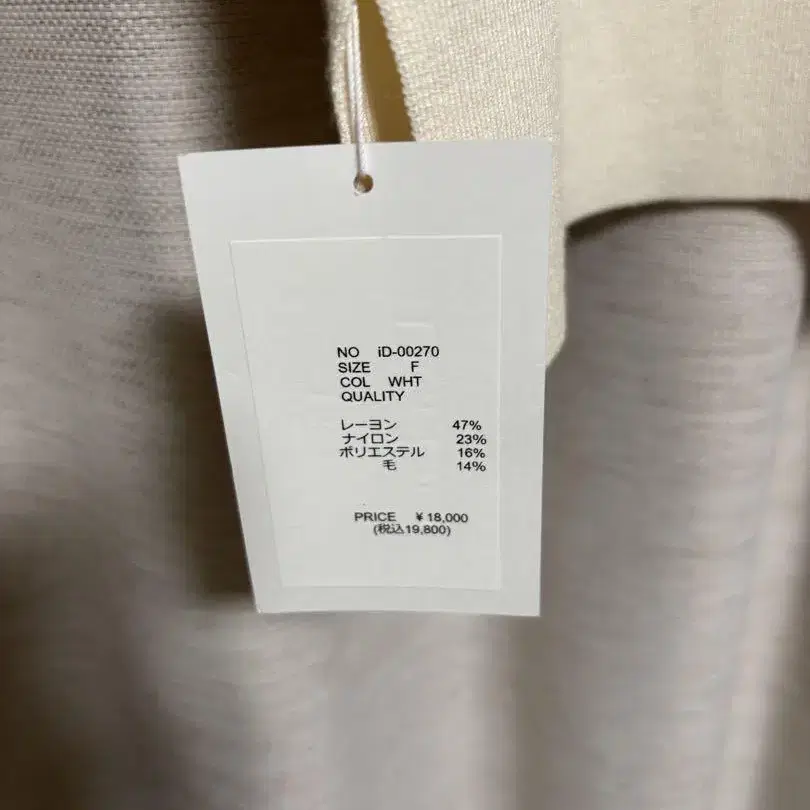 NO iD-00270
SIZE F
COL WHT
QUALITY
レーヨン 47%
ナイロン 23%
ポリエステル 16%
毛 14%
PRICE ¥18,000
(税込19,800)